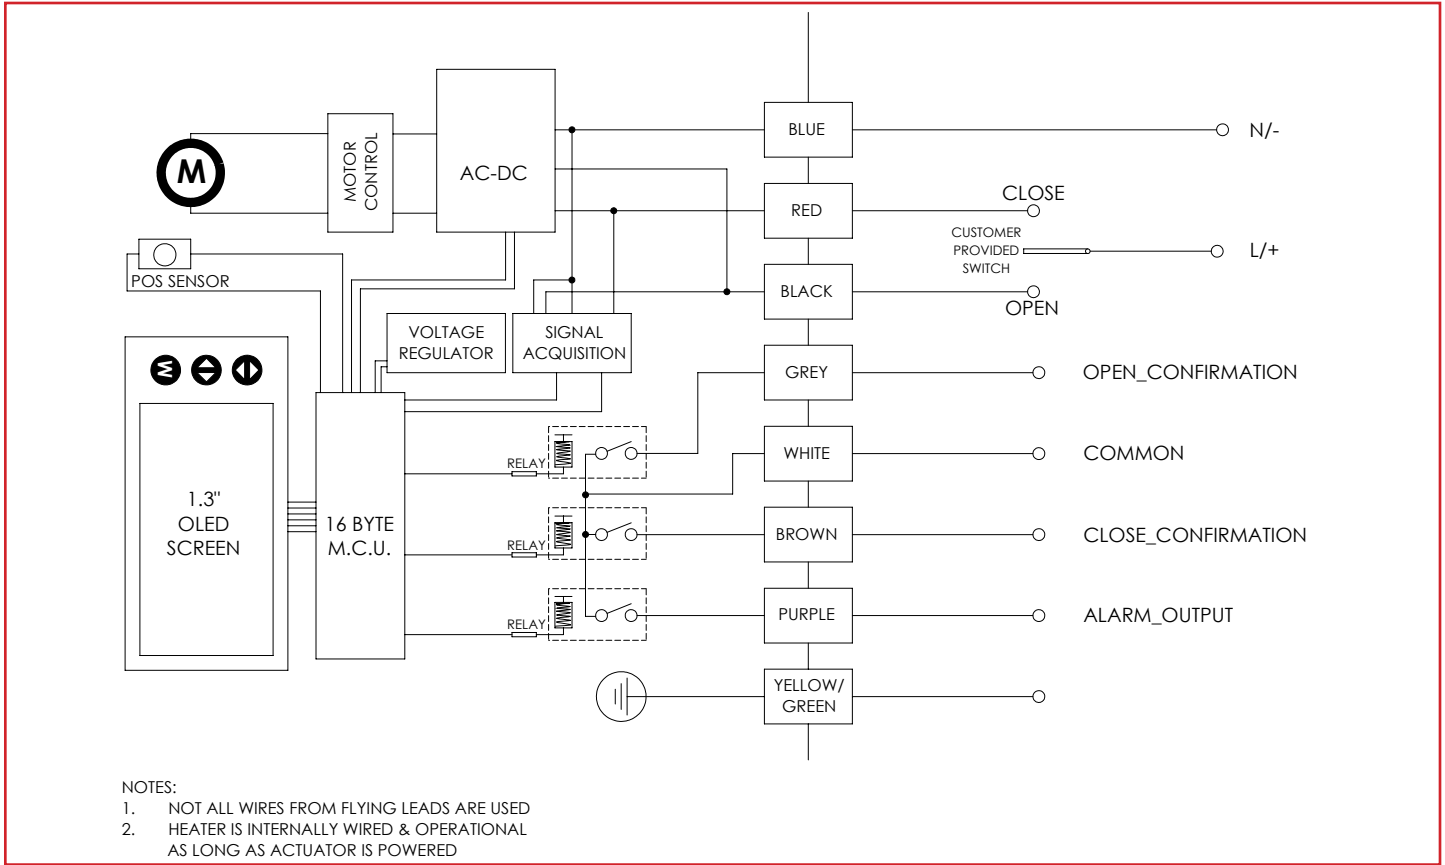 BLUE
N/-
MOTOR
CONTROL
AC-DC
M
CLOSE
RED
CUSTOMER
PROVIDED
SWITCH
L/+
POS SENSOR
BLACK
OPEN
VOLTAGE
REGULATOR
SIGNAL
ACQUISITION
M
GREY
OPEN_CONFIRMATION
RELAY
WHITE
COMMON
1.3"
OLED
SCREEN
16 BYTE
M.C.U.
RELAY
BROWN
CLOSE_CONFIRMATION
RELAY
PURPLE
ALARM_OUTPUT
YELLOW/
GREEN
NOTES:
1. NOT ALL WIRES FROM FLYING LEADS ARE USED
2. HEATER IS INTERNALLY WIRED & OPERATIONAL
AS LONG AS ACTUATOR IS POWERED